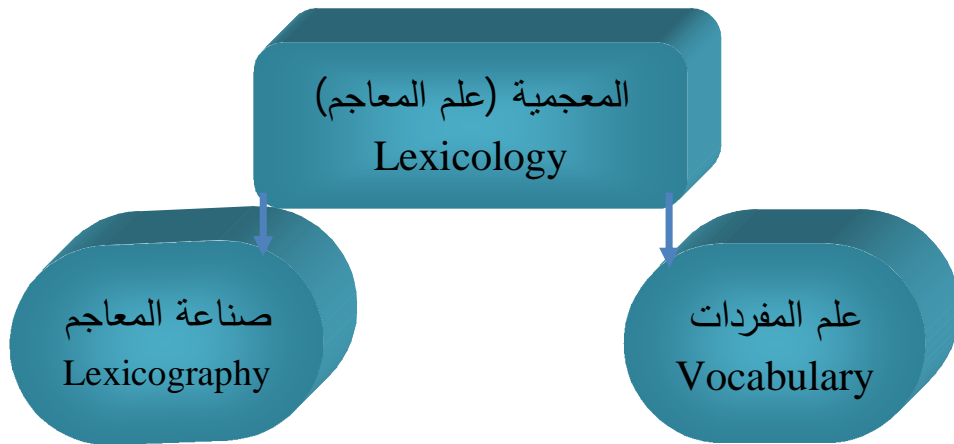 المعجمية (علم المعاجم)
Lexicology
علم المفردات
Vocabulary
صناعة المعاجم
Lexicography